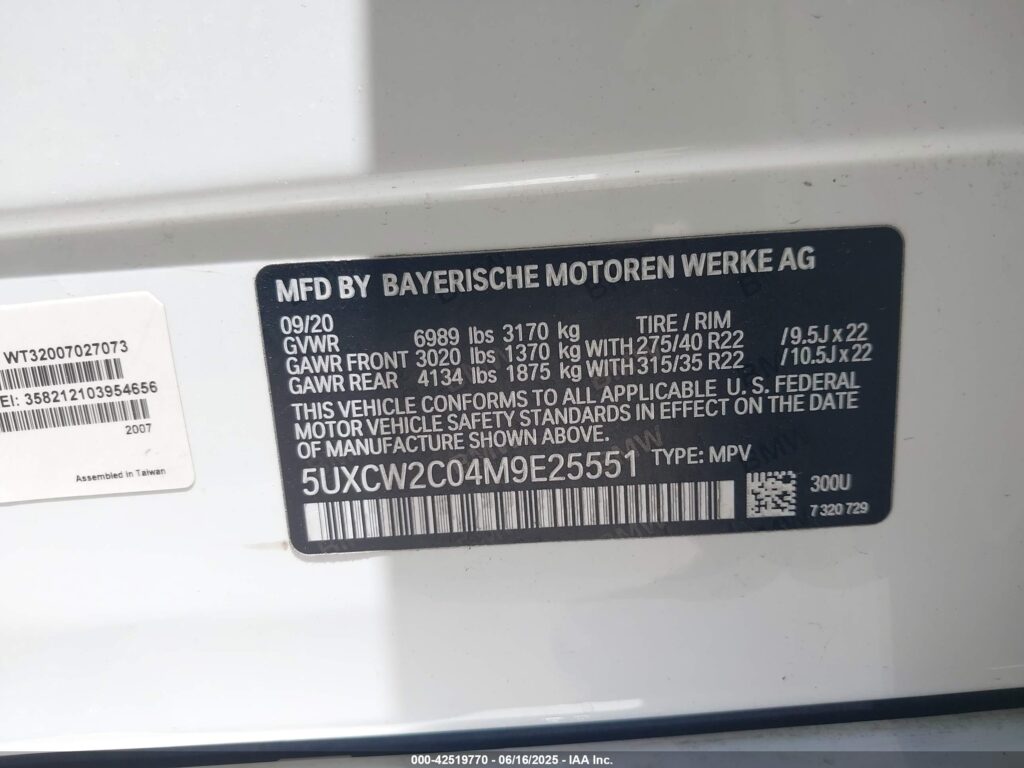 WT32007027073
EI: 358212103954656
2007
Assembled in Taiwan
MFD BY BAYERISCHE MOTOREN WERKE AG
09/20 TIRE / RIM
GVWR 6989 lbs 3170 kg
GAWR FRONT 3020 lbs 1370 kg WITH 275/40 R22 /9.5J x 22
GAWR REAR 4134 lbs 1875 kg WITH 315/35 R22 /10.5J x 22
THIS VEHICLE CONFORMS TO ALL APPLICABLE U.S. FEDERAL
MOTOR VEHICLE SAFETY STANDARDS IN EFFECT ON THE DATE
OF MANUFACTURE SHOWN ABOVE.
5UXCW2C04M9E25551 TYPE: MPV
300U
7 320 729
000-42519770 - 06/16/2025 - IAA Inc.